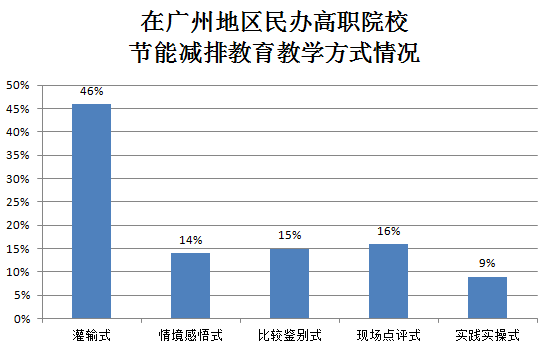 在广州地区民办高职院校
节能减排教育教学方式情况
50%
45%
40%
35%
30%
25%
20%
15%
10%
5%
0%
46%
14%
15%
16%
9%
灌输式
情境感悟式
比较鉴别式
现场点评式
实践实操式